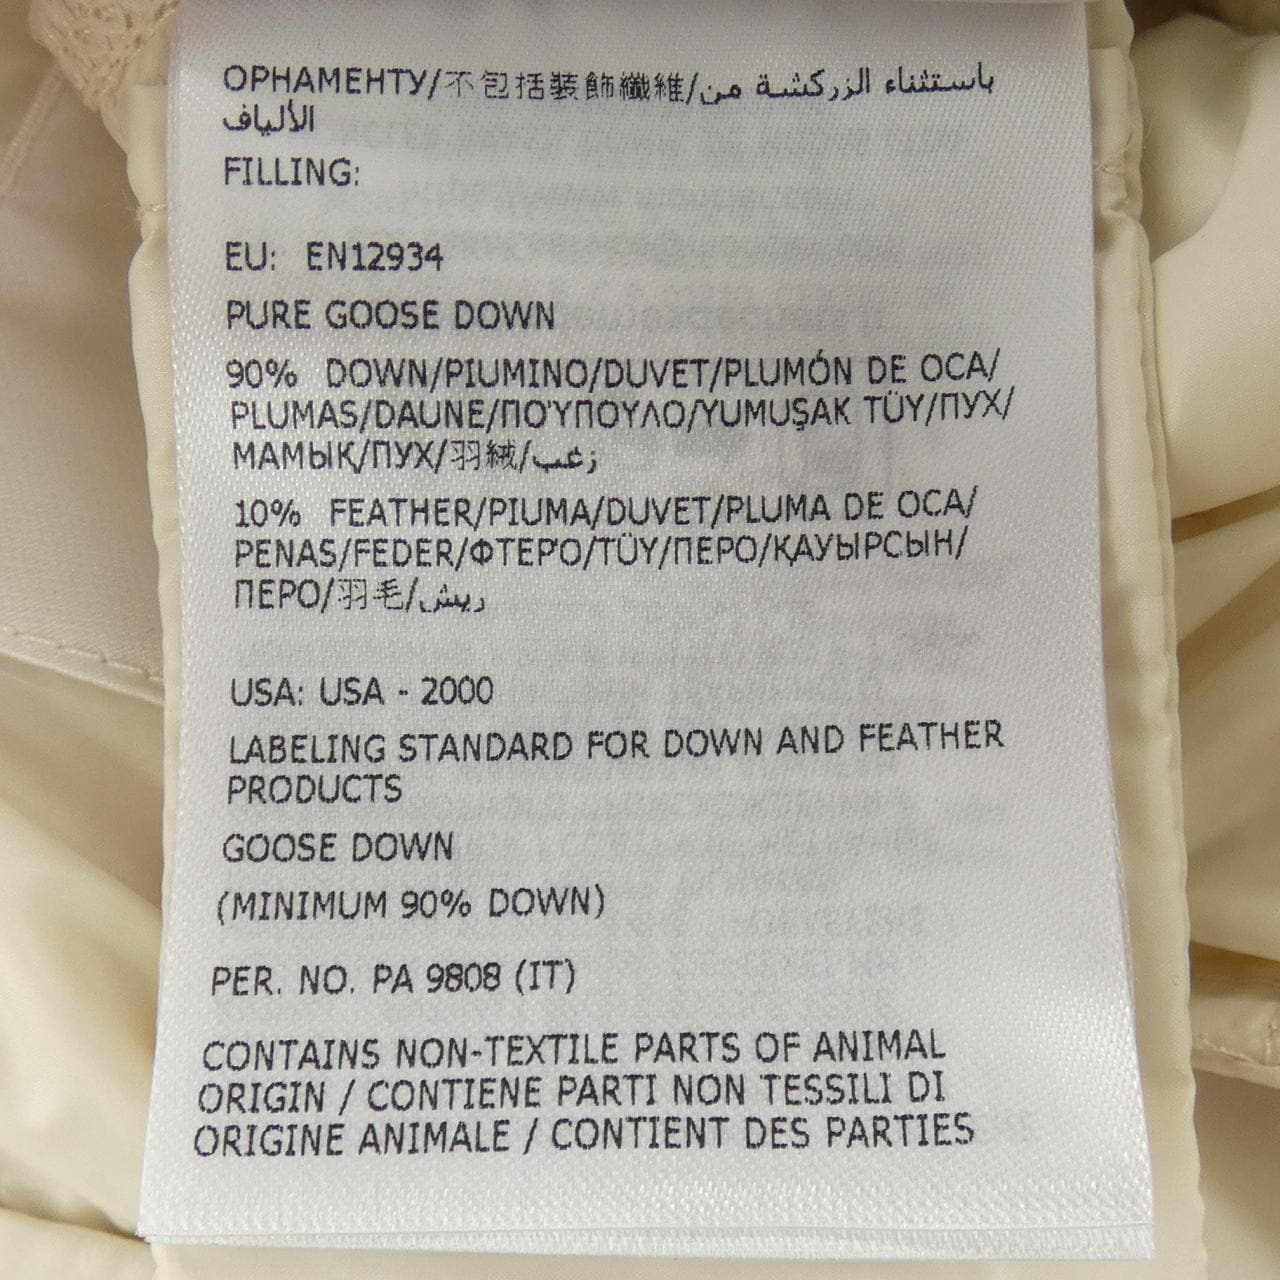 ОРНАМЕНТУ/不包括裝飾纖維/باستثناء الزركشة من
الألياف
FILLING:
EU: EN12934
PURE GOOSE DOWN
90% DOWN/PIUMINO/DUVET/PLUMÓN DE OCA/
PLUMAS/DAUNE/ΠΟΎΠΟΥΛΟ/YUMUŞAK TÜY/ПУХ/
МАМЫҚ/ПУХ/羽絨/زغب
10% FEATHER/PIUMA/DUVET/PLUMA DE OCA/
PENAS/FEDER/ΦΤΕΡΌ/TÜY/ПЕРО/ҚАУЫРСЫН/
ПЕРО/羽毛/ريش
USA: USA - 2000
LABELING STANDARD FOR DOWN AND FEATHER
PRODUCTS
GOOSE DOWN
(MINIMUM 90% DOWN)
PER. NO. PA 9808 (IT)
CONTAINS NON-TEXTILE PARTS OF ANIMAL
ORIGIN / CONTIENE PARTI NON TESSILI DI
ORIGINE ANIMALE / CONTIENT DES PARTIES